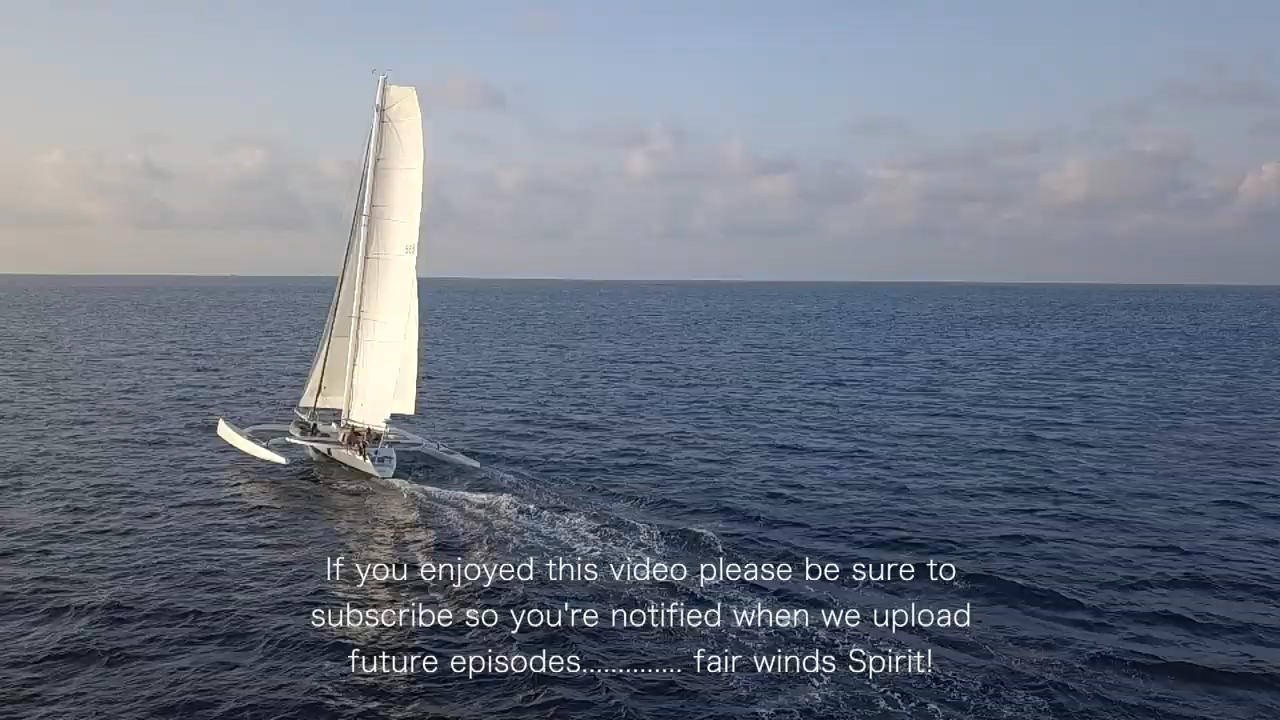 If you enjoyed this video please be sure to
subscribe so you're notified when we upload
future episodes.............. fair winds Spirit!